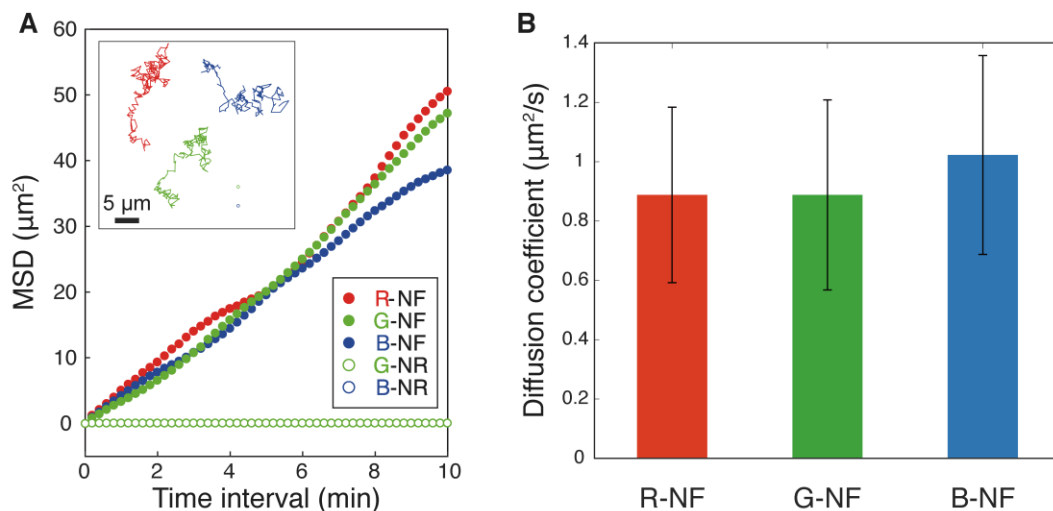 A
60
50
40
30
20
10
0
MSD (μm²)
5 μm
R-NF
G-NF
B-NF
G-NR
B-NR
0 2 4 6 8 10
Time interval (min)
B
1.4
1.2
1
0.8
0.6
0.4
0.2
0
Diffusion coefficient (μm²/s)
R-NF G-NF B-NF